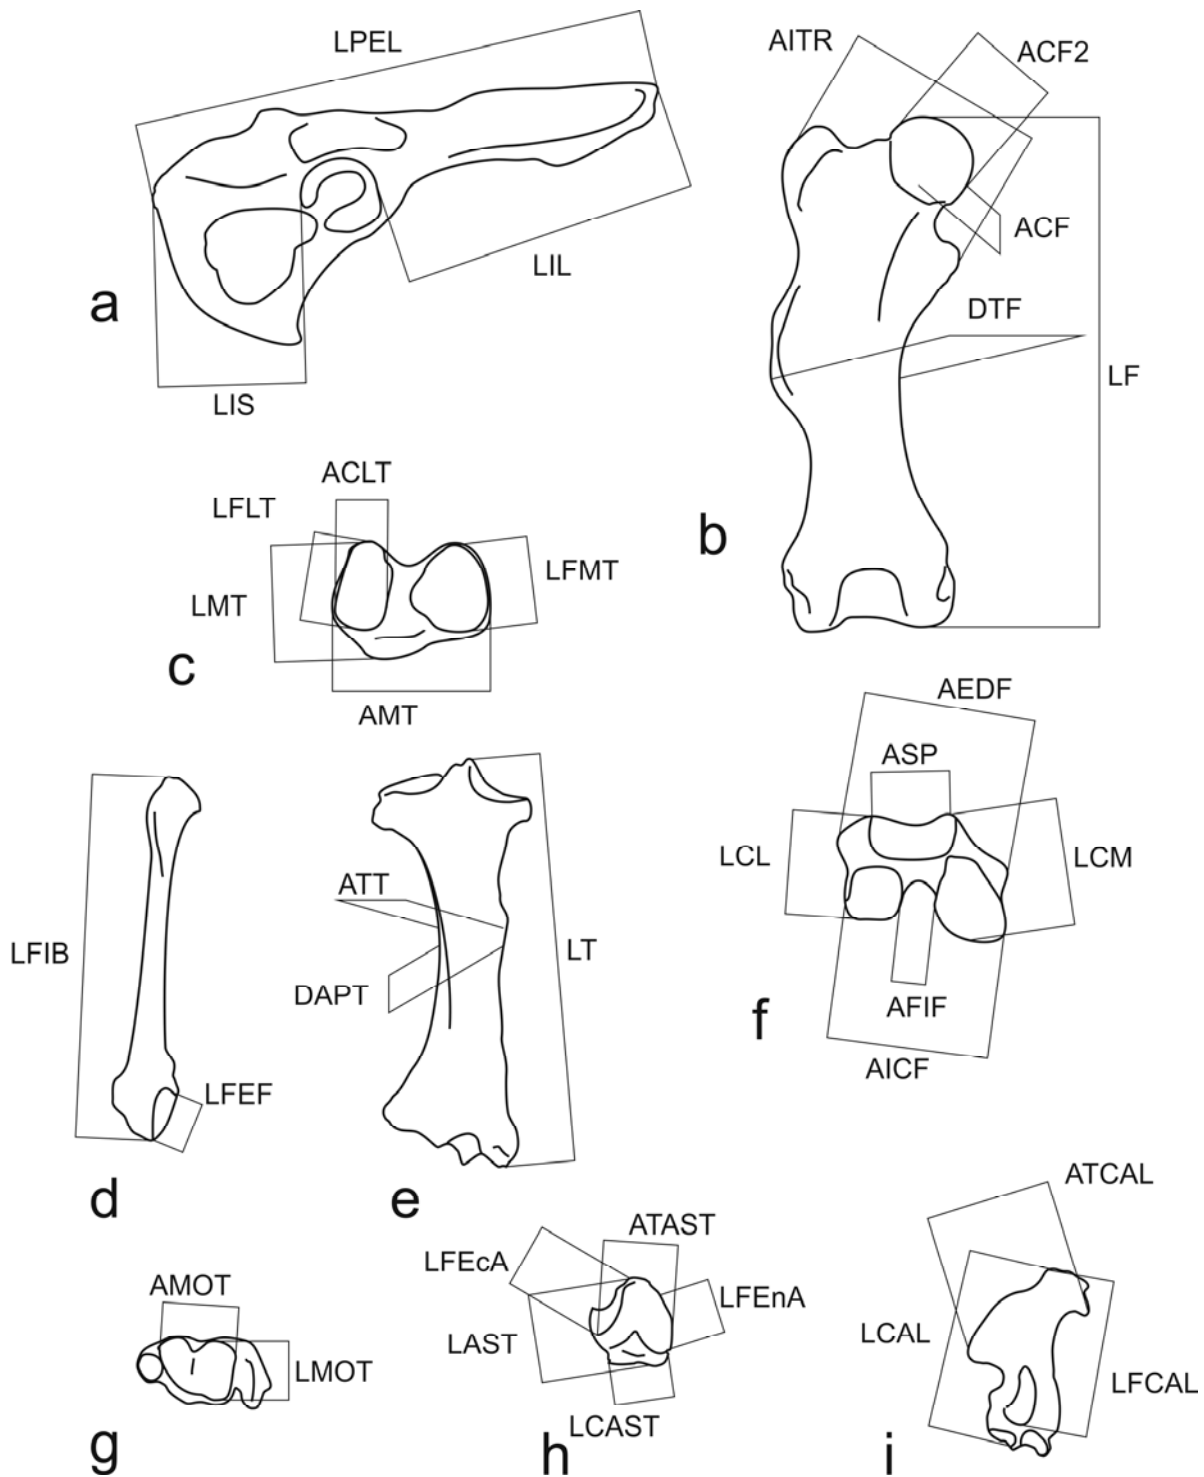 LPEL
LIL
LIS
a
AITR
ACF2
ACF
DTF
LF
b
ACLT
LFLT
LMT
LFMT
AMT
c
LFIB
LFEF
d
ATT
DAPT
LT
e
AEDF
ASP
LCL
LCM
AFIF
AICF
f
AMOT
LMOT
g
ATAST
LFEcA
LFEnA
LAST
LCAST
h
ATCAL
LCAL
LFCAL
i